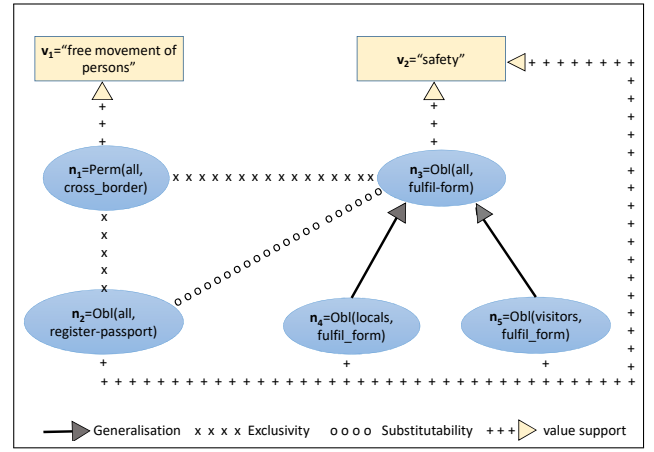 v1=“free movement of
persons”
v2=“safety”
n1=Perm(all,
cross_border)
n3=Obl(all,
fulfil-form)
n2=Obl(all,
register-passport)
n4=Obl(locals,
fulfil_form)
n5=Obl(visitors,
fulfil_form)
Generalisation x x x x Exclusivity o o o o Substitutability + + + value support